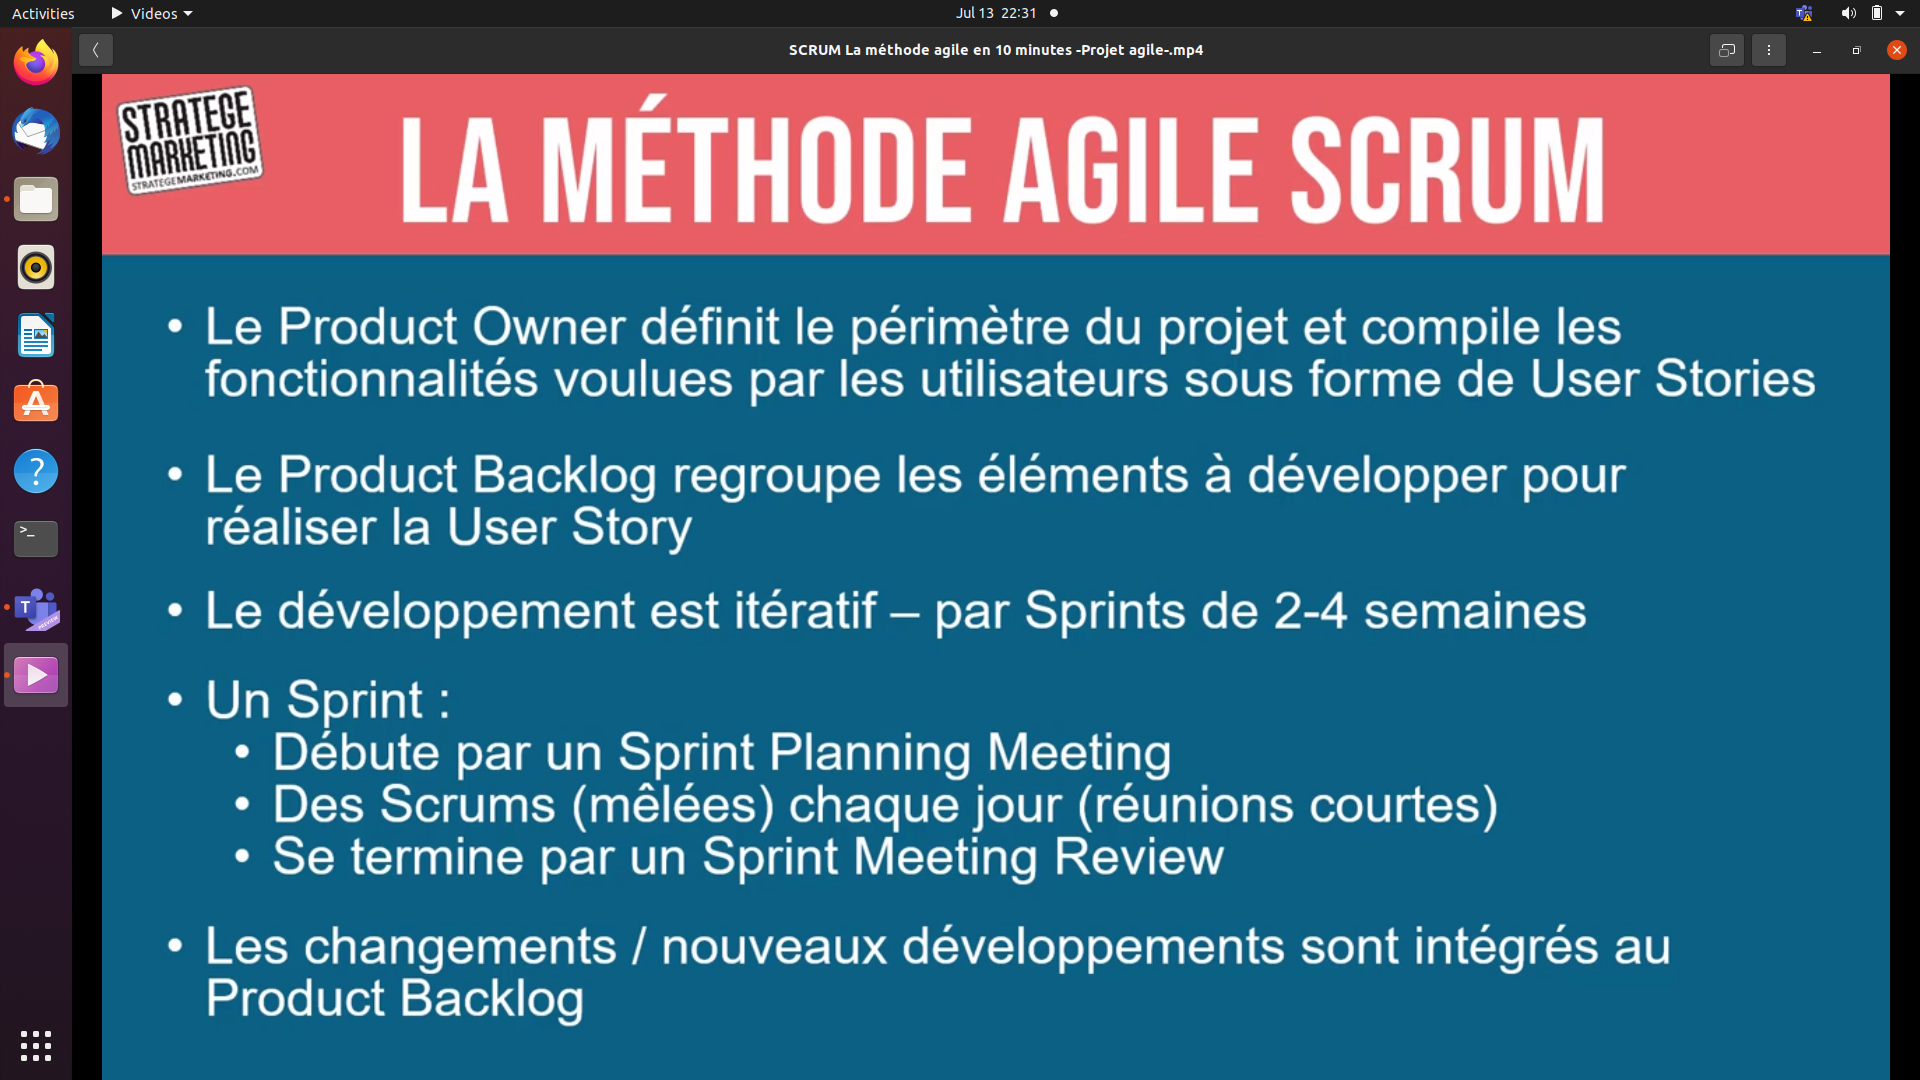 Activities
Videos
Jul 13 22:31
SCRUM La méthode agile en 10 minutes -Projet agile-.mp4
STRATEGE
MARKETING
STRATEGEMARKETING.COM
LA MÉTHODE AGILE SCRUM
• Le Product Owner définit le périmètre du projet et compile les
fonctionnalités voulues par les utilisateurs sous forme de User Stories
• Le Product Backlog regroupe les éléments à développer pour
réaliser la User Story
• Le développement est itératif – par Sprints de 2-4 semaines
• Un Sprint :
• Débute par un Sprint Planning Meeting
• Des Scrums (mêlées) chaque jour (réunions courtes)
• Se termine par un Sprint Meeting Review
• Les changements / nouveaux développements sont intégrés au
Product Backlog